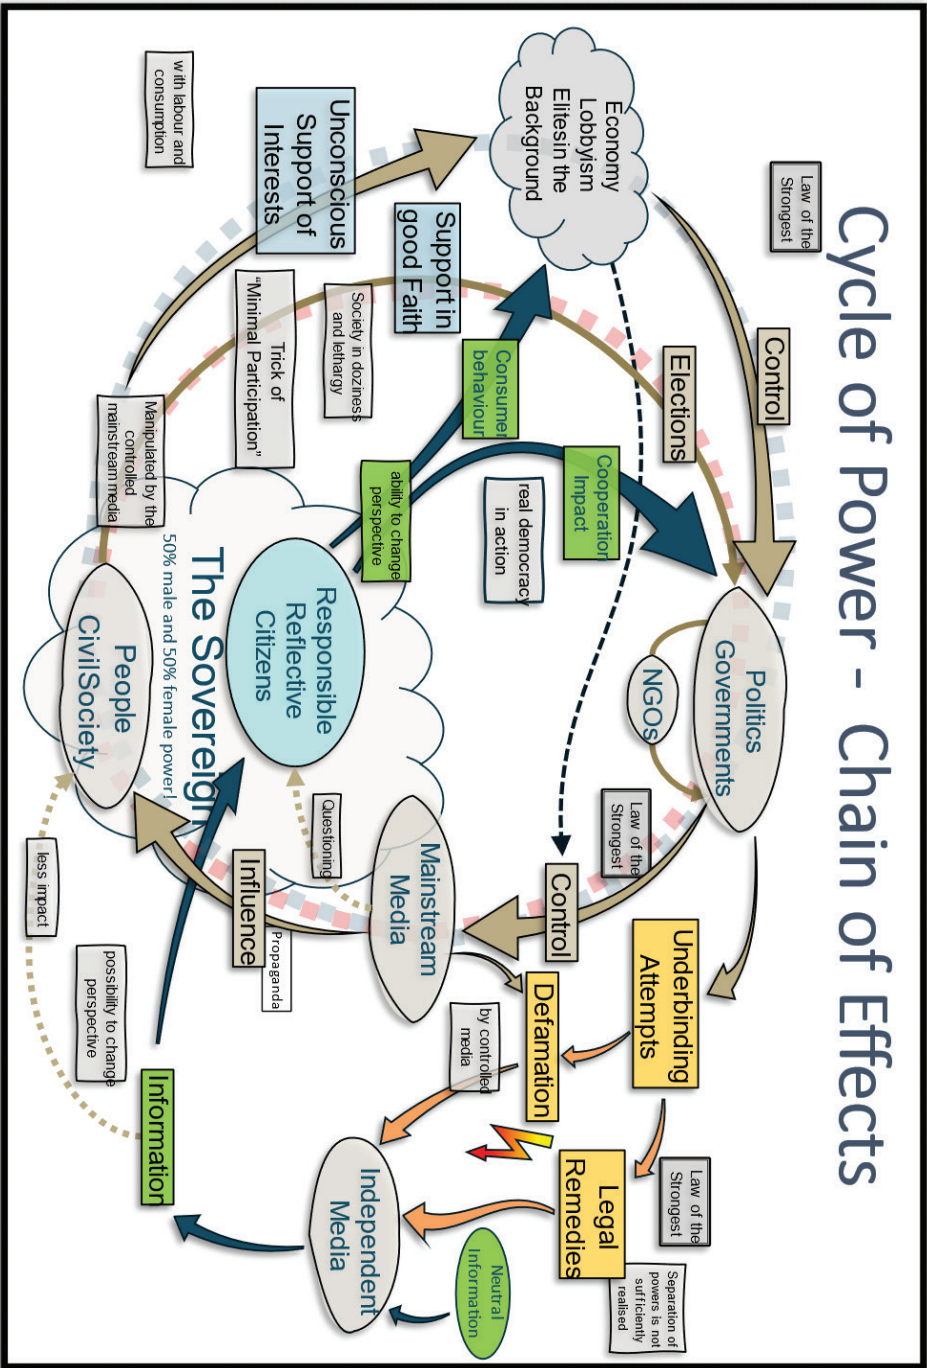 Cycle of Power - Chain of Effects
Law of the
Strongest
Control
Economy
Lobbyism
Elitesin the
Background
Elections
Politics
Governments
NGOs
Law of the
Strongest
Control
Underbinding
Attempts
Law of the
Strongest
Separation of
powers is not
sufficiently
realised
Legal
Remedies
Defamation
by controlled
media
Neutral
Information
Independent
Media
Mainstream
Media
Cooperation
Impact
real democracy
in action
Consumer
behaviour
Support in
good Faith
Unconscious
Support of
Interests
with labour and
consumption
Society in doziness
and lethargy
Trick of
“Minimal Participation”
ability to change
perspective
Responsible
Reflective
Citizens
Questioning
Propaganda
Influence
The Sovereign
50% male and 50% female power!
Manipulated by the
controlled
mainstream media
People
CivilSociety
less impact
possibility to change
perspective
Information